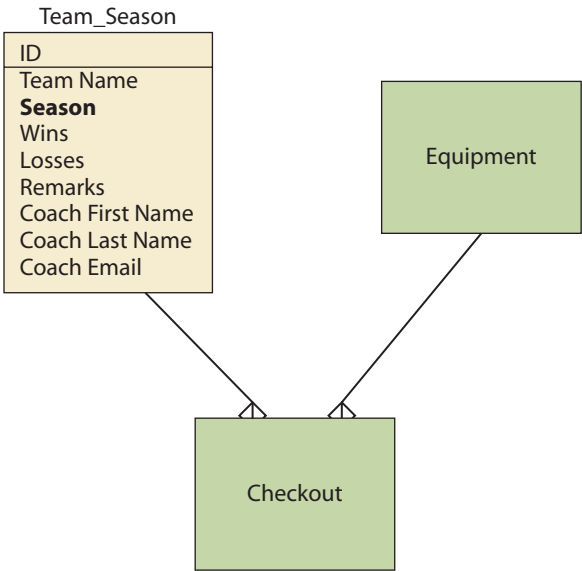 Team_Season
ID
Team Name
Season
Wins
Losses
Remarks
Coach First Name
Coach Last Name
Coach Email
Equipment
Checkout